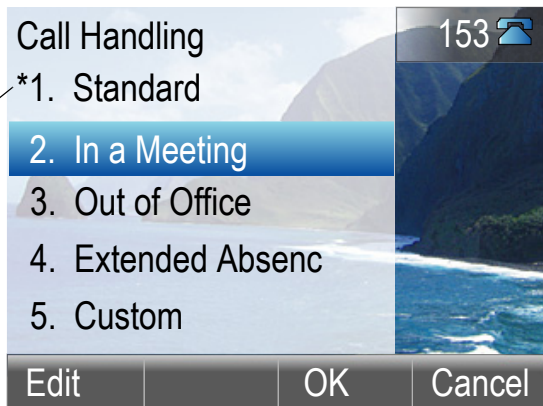 Call Handling
153
*1. Standard
2. In a Meeting
3. Out of Office
4. Extended Absenc
5. Custom
Edit OK Cancel